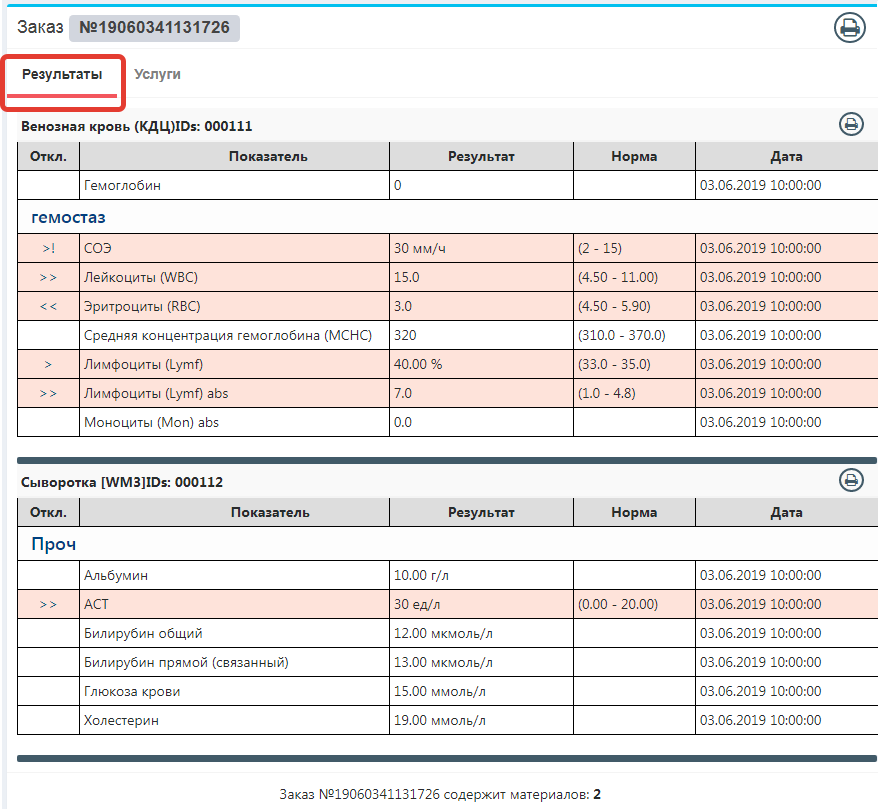 Заказ №19060341131726
Результаты Услуги
Венозная кровь (КДЦ)IDs: 000111
Откл. Показатель Результат Норма Дата
Гемоглобин 0 03.06.2019 10:00:00
гемостаз
>! СОЭ 30 мм/ч (2 - 15) 03.06.2019 10:00:00
>> Лейкоциты (WBC) 15.0 (4.50 - 11.00) 03.06.2019 10:00:00
<< Эритроциты (RBC) 3.0 (4.50 - 5.90) 03.06.2019 10:00:00
Средняя концентрация гемоглобина (MCHC) 320 (310.0 - 370.0) 03.06.2019 10:00:00
> Лимфоциты (Lymf) 40.00 % (33.0 - 35.0) 03.06.2019 10:00:00
>> Лимфоциты (Lymf) abs 7.0 (1.0 - 4.8) 03.06.2019 10:00:00
Моноциты (Mon) abs 0.0 03.06.2019 10:00:00
Сыворотка [WM3]IDs: 000112
Откл. Показатель Результат Норма Дата
Проч
Альбумин 10.00 г/л 03.06.2019 10:00:00
>> АСТ 30 ед/л (0.00 - 20.00) 03.06.2019 10:00:00
Билирубин общий 12.00 мкмоль/л 03.06.2019 10:00:00
Билирубин прямой (связанный) 13.00 мкмоль/л 03.06.2019 10:00:00
Глюкоза крови 15.00 ммоль/л 03.06.2019 10:00:00
Холестерин 19.00 ммоль/л 03.06.2019 10:00:00
Заказ №19060341131726 содержит материалов: 2